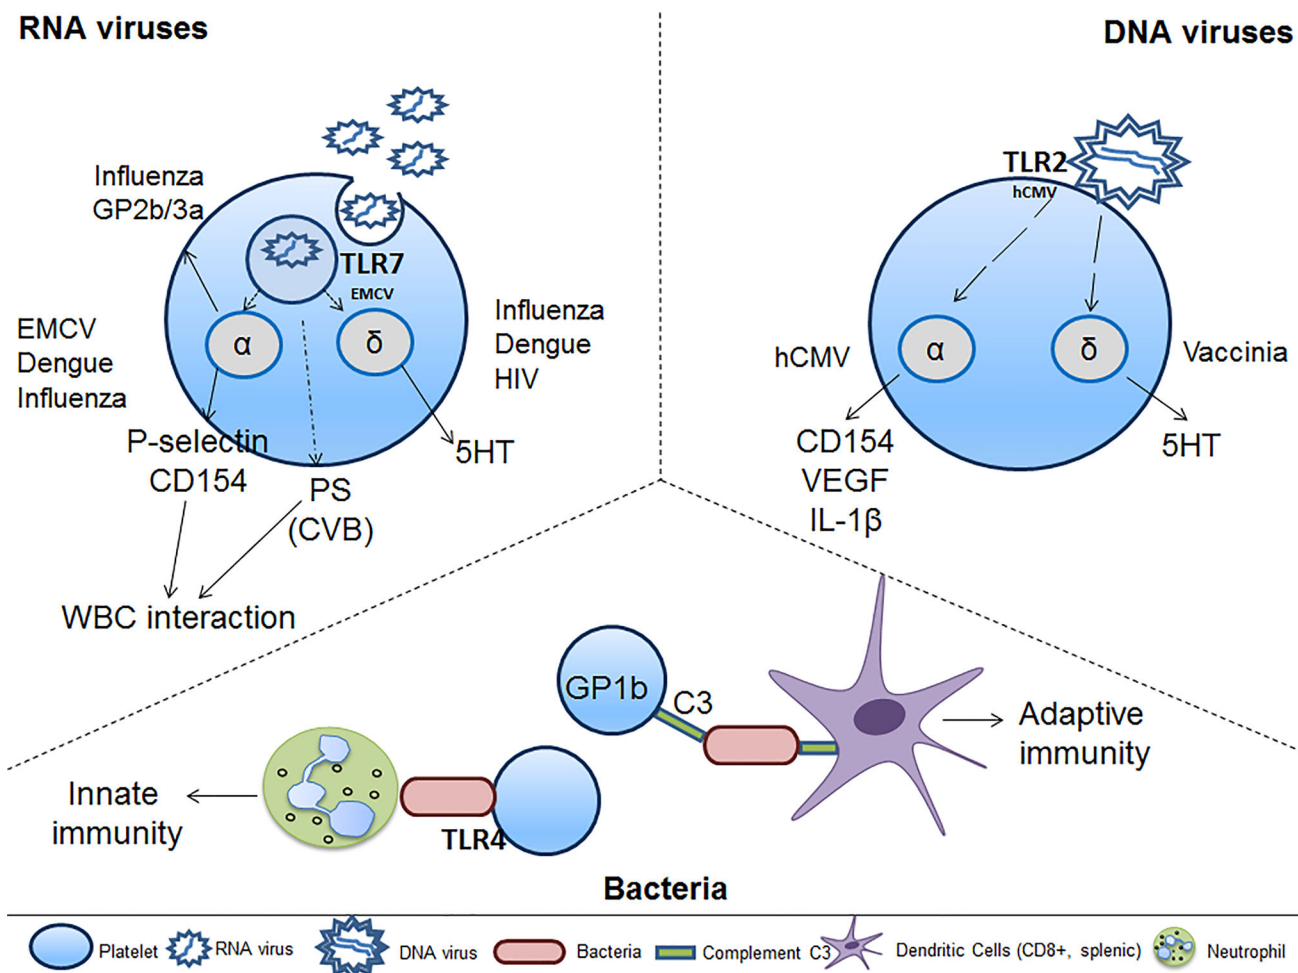 RNA viruses
DNA viruses
Influenza
GP2b/3a
TLR7
EMCV
α
δ
EMCV
Dengue
Influenza
Influenza
Dengue
HIV
P-selectin
CD154
PS
(CVB)
5HT
WBC interaction
TLR2
hCMV
α
δ
hCMV
Vaccinia
CD154
VEGF
IL-1β
5HT
GP1b
C3
Adaptive
immunity
Innate
immunity
TLR4
Bacteria
Platelet
RNA virus
DNA virus
Bacteria
Complement C3
Dendritic Cells (CD8+, splenic)
Neutrophil